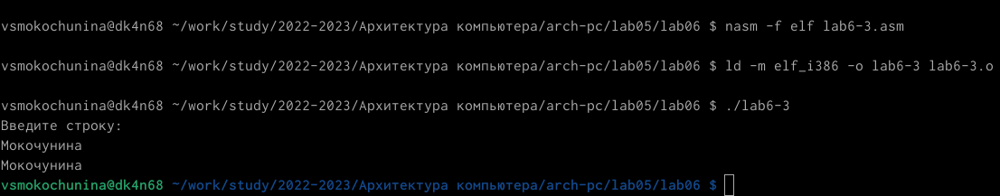 vsmokochunina@dk4n68 ~/work/study/2022-2023/Архитектура компьютера/arch-pc/lab05/lab06 $ nasm -f elf lab6-3.asm
vsmokochunina@dk4n68 ~/work/study/2022-2023/Архитектура компьютера/arch-pc/lab05/lab06 $ ld -m elf_i386 -o lab6-3 lab6-3.o
vsmokochunina@dk4n68 ~/work/study/2022-2023/Архитектура компьютера/arch-pc/lab05/lab06 $ ./lab6-3
Введите строку:
Мокочунина
Мокочунина
vsmokochunina@dk4n68 ~/work/study/2022-2023/Архитектура компьютера/arch-pc/lab05/lab06 $